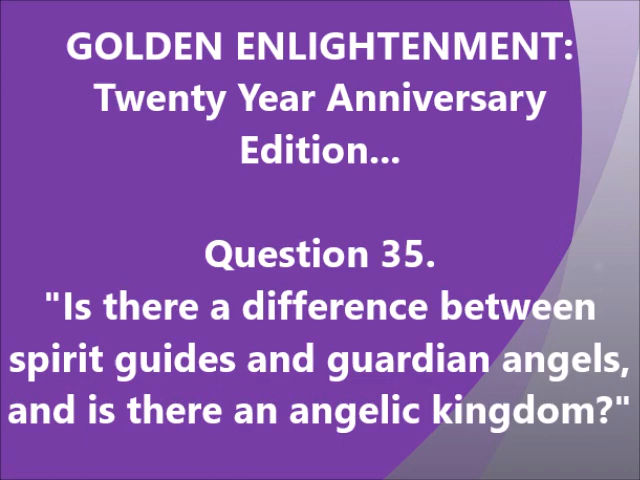 GOLDEN ENLIGHTENMENT:
Twenty Year Anniversary
Edition...
Question 35.
"Is there a difference between
spirit guides and guardian angels,
and is there an angelic kingdom?"